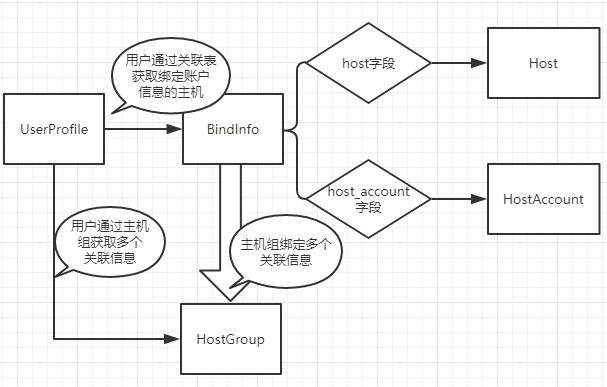 用户通过关联表
获取绑定账户
信息的主机
host字段
Host
UserProfile
BindInfo
host_account
字段
HostAccount
用户通过主机
组获取多个
关联信息
主机组绑定多个
关联信息
HostGroup